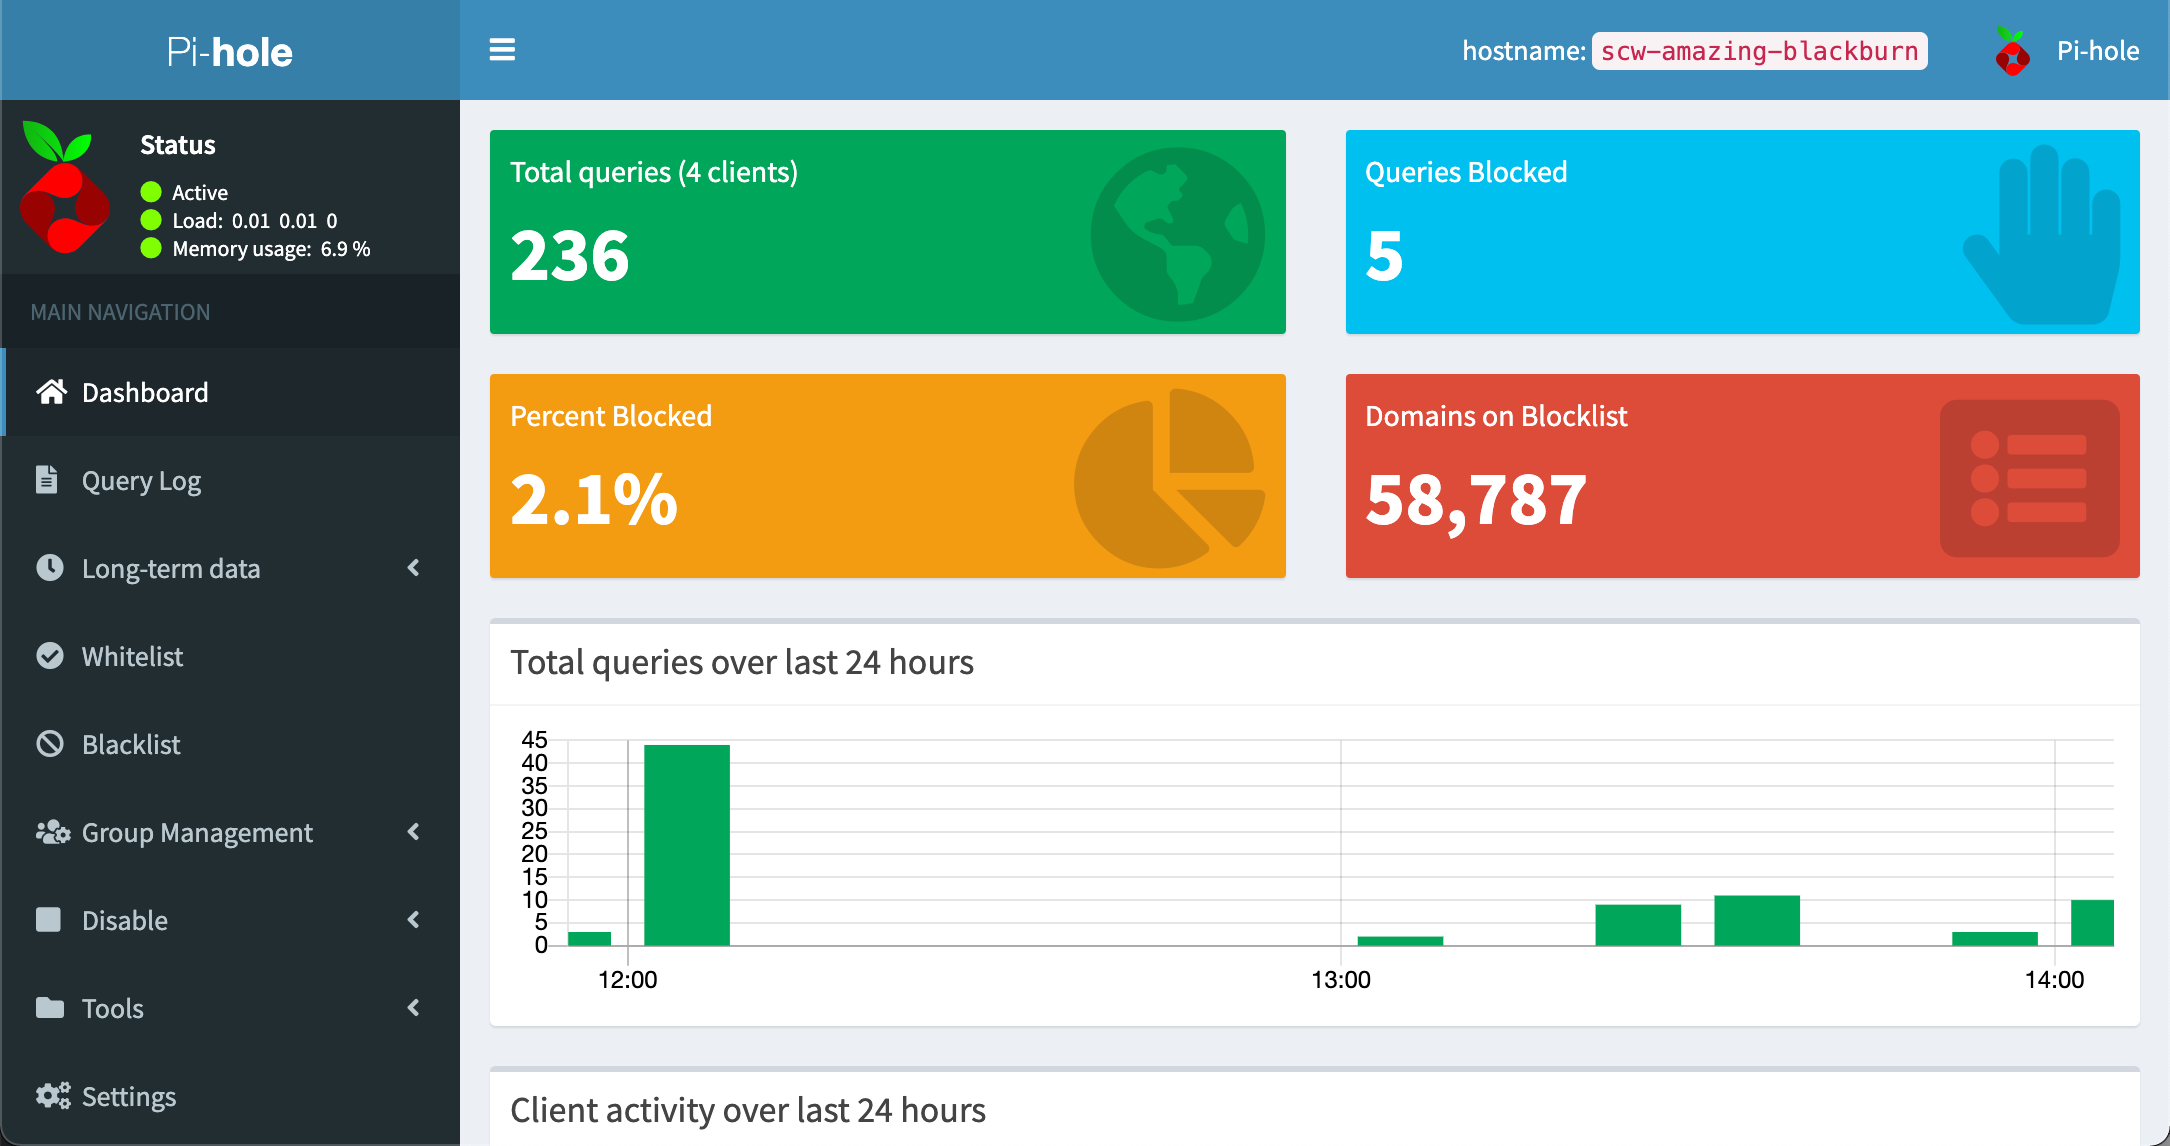 Pi-hole
hostname: scw-amazing-blackburn
Pi-hole
Status
Active
Load: 0.01 0.01 0
Memory usage: 6.9 %
MAIN NAVIGATION
Dashboard
Query Log
Long-term data
Whitelist
Blacklist
Group Management
Disable
Tools
Settings
Total queries (4 clients)
236
Queries Blocked
5
Percent Blocked
2.1%
Domains on Blocklist
58,787
Total queries over last 24 hours
45
40
35
30
25
20
15
10
5
0
12:00 13:00 14:00
Client activity over last 24 hours